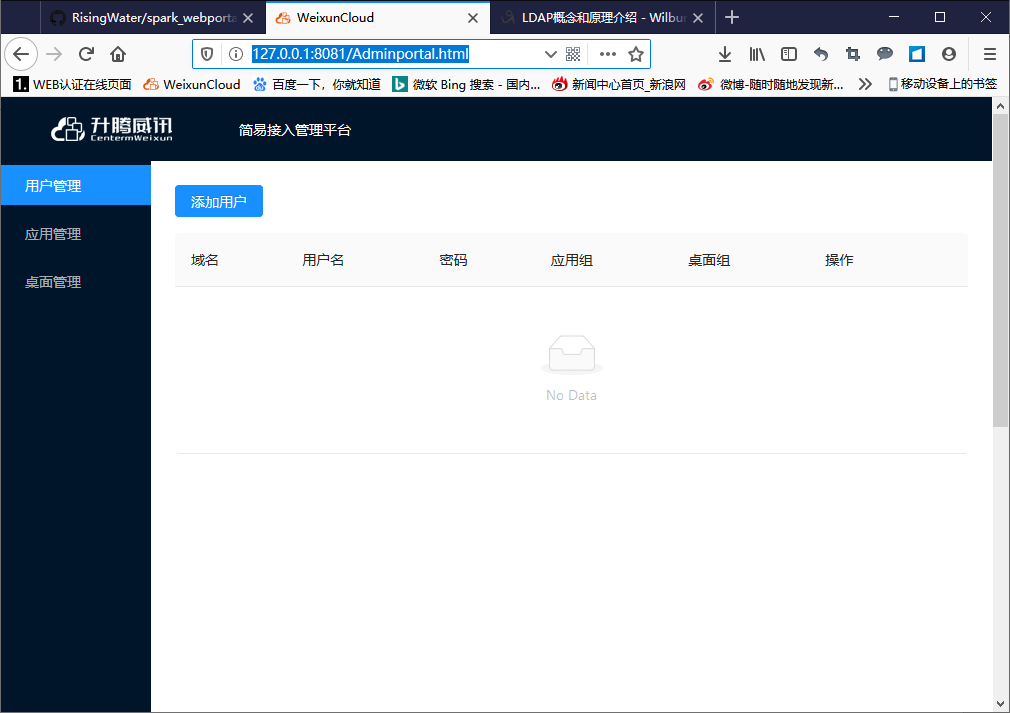 RisingWater/spark_webporta
WeixunCloud
LDAP概念和原理介绍 - Wilbur
127.0.0.1:8081/Adminportal.html
1. WEB认证在线页面
WeixunCloud
百度一下，你就知道
微软 Bing 搜索 - 国内...
新闻中心首页_新浪网
微博-随时随地发现新...
移动设备上的书签
升腾威讯
CentermWeixun
简易接入管理平台
用户管理
应用管理
桌面管理
添加用户
域名 用户名 密码 应用组 桌面组 操作
No Data